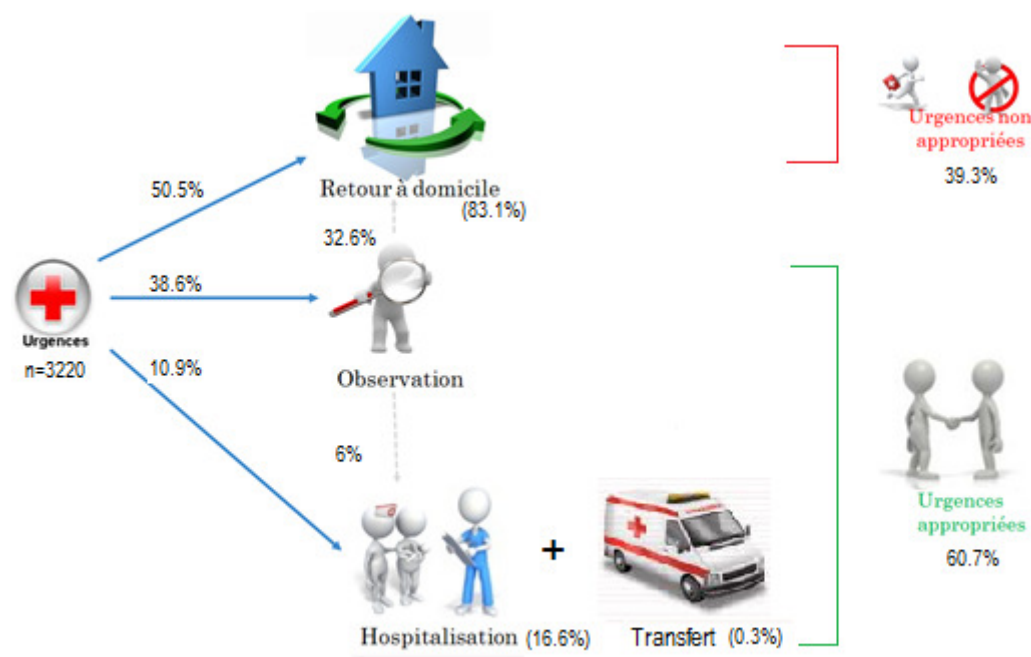 Retour à domicile
(83.1%)
50.5%
32.6%
38.6%
Urgences
n=3220
10.9%
Observation
6%
+
Hospitalisation (16.6%)
Transfert (0.3%)
Urgences non
appropriées
39.3%
Urgences
appropriées
60.7%